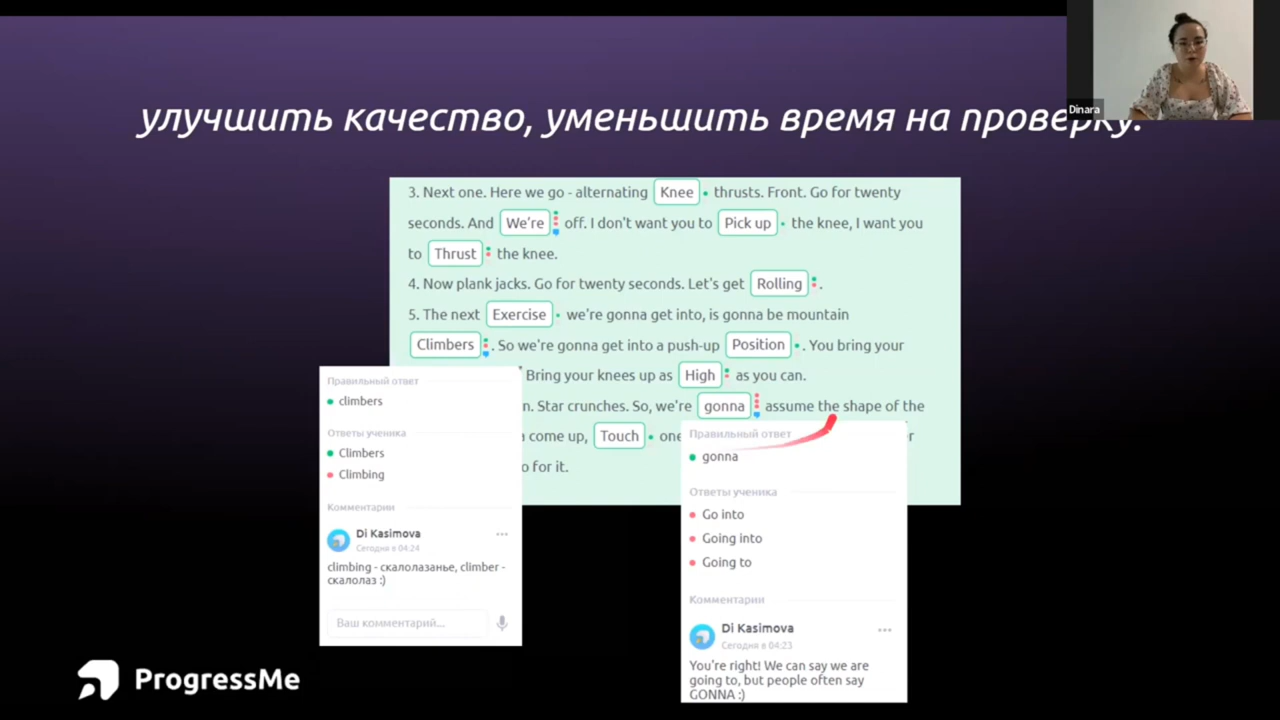 Dinara
улучшить качество, уменьшить время на проверку.
3. Next one. Here we go - alternating Knee thrusts. Front. Go for twenty
seconds. And We're off. I don't want you to Pick up the knee, I want you
to Thrust the knee.
4. Now plank jacks. Go for twenty seconds. Let's get Rolling .
5. The next Exercise we're gonna get into, is gonna be mountain
Climbers . So we're gonna get into a push-up Position . You bring your
Bring your knees up as High as you can.
n. Star crunches. So, we're gonna assume the shape of the
come up, Touch one
o for it.
Правильный ответ
climbers
Ответы ученика
Climbers
Climbing
Комментарии
Di Kasimova
Сегодня в 04:24
climbing - скалолазанье, climber -
скалолаз :)
Ваш комментарий...
Правильный ответ
gonna
Ответы ученика
Go into
Going into
Going to
Комментарии
Di Kasimova
Сегодня в 04:23
You're right! We can say we are
going to, but people often say
GONNA :)
ProgressMe